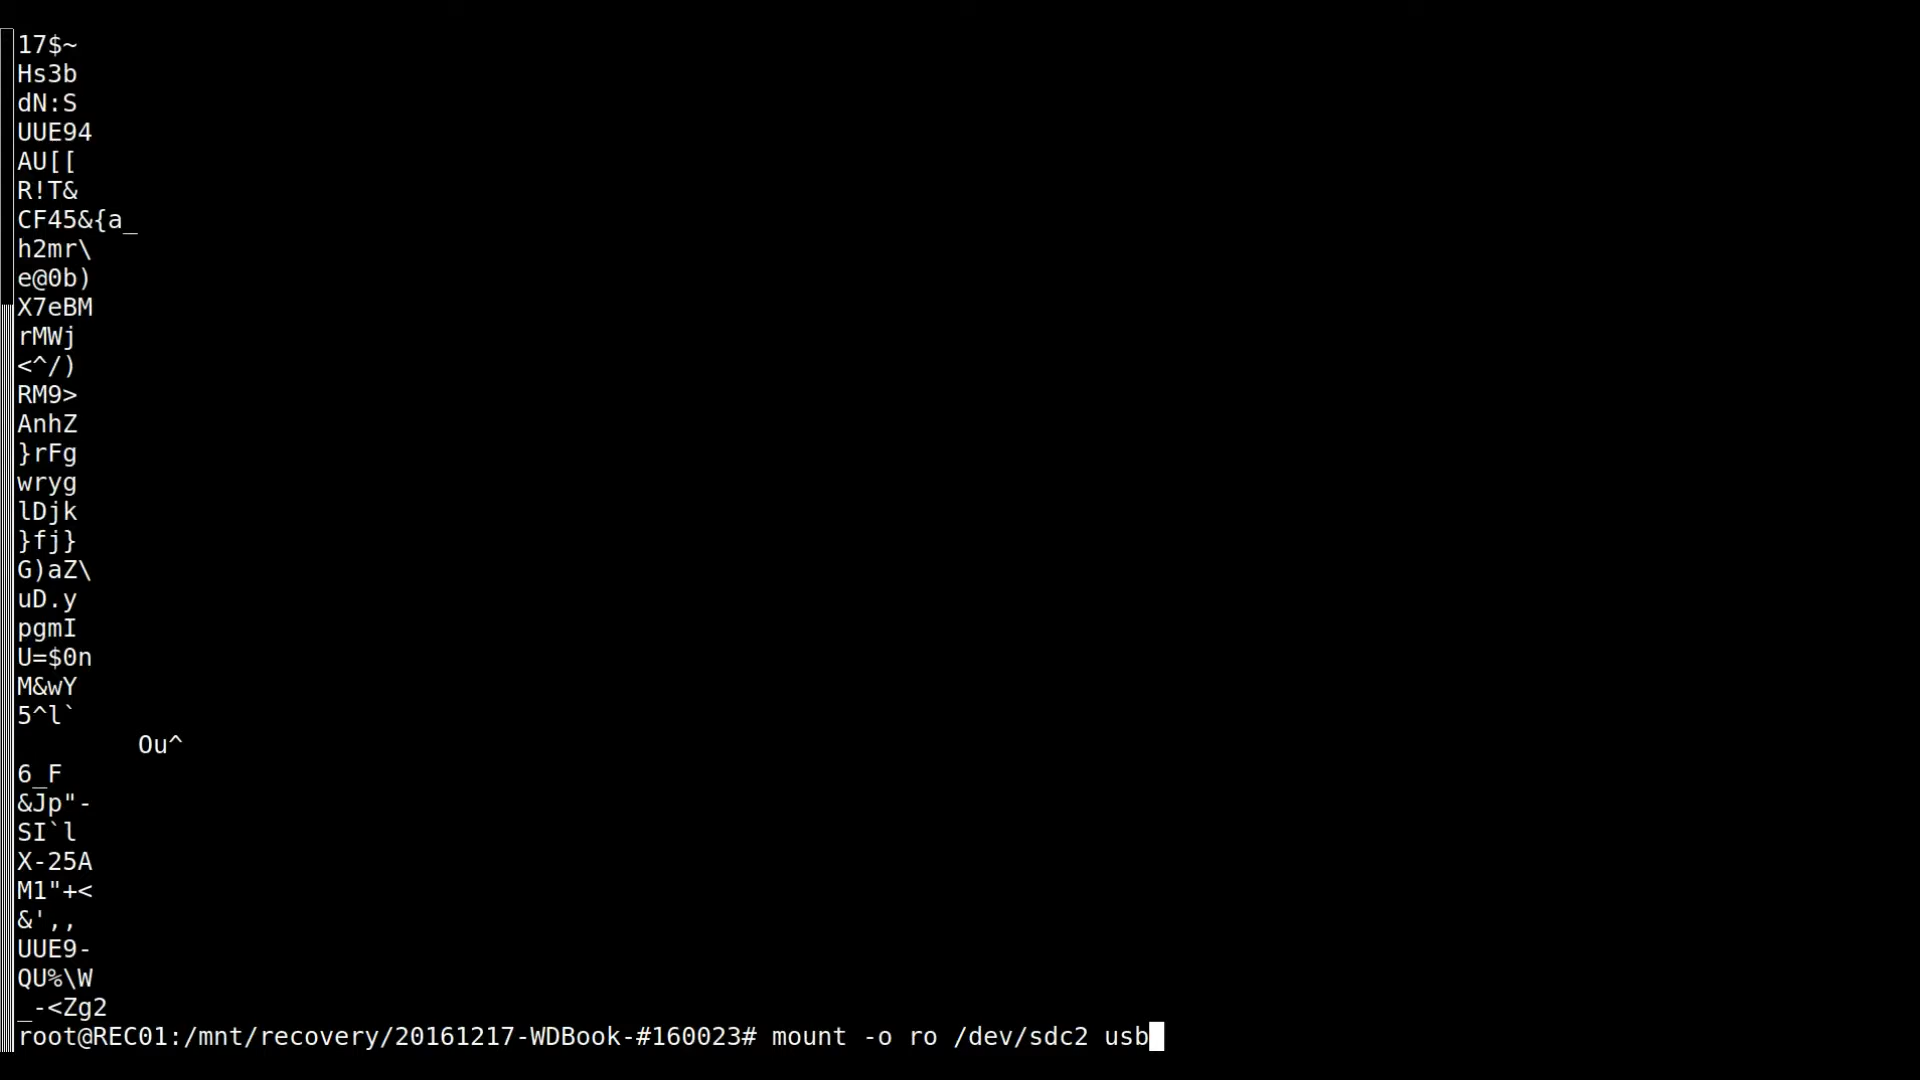 17$~
Hs3b
dN:S
UUE94
AU[[
R!T&
CF45&{a_
h2mr\
e@0b)
X7eBM
rMWj
<^/)
RM9>
AnhZ
}rFg
wryg
lDjk
}fj}
G)aZ\
uD.y
pgmI
U=$0n
M&wY
5^l`
        Ou^
6_F
&Jp"-
SI`l
X-25A
M1"+<
&',,
UUE9-
QU%\W
_-<Zg2
root@REC01:/mnt/recovery/20161217-WDBook-#160023# mount -o ro /dev/sdc2 usb